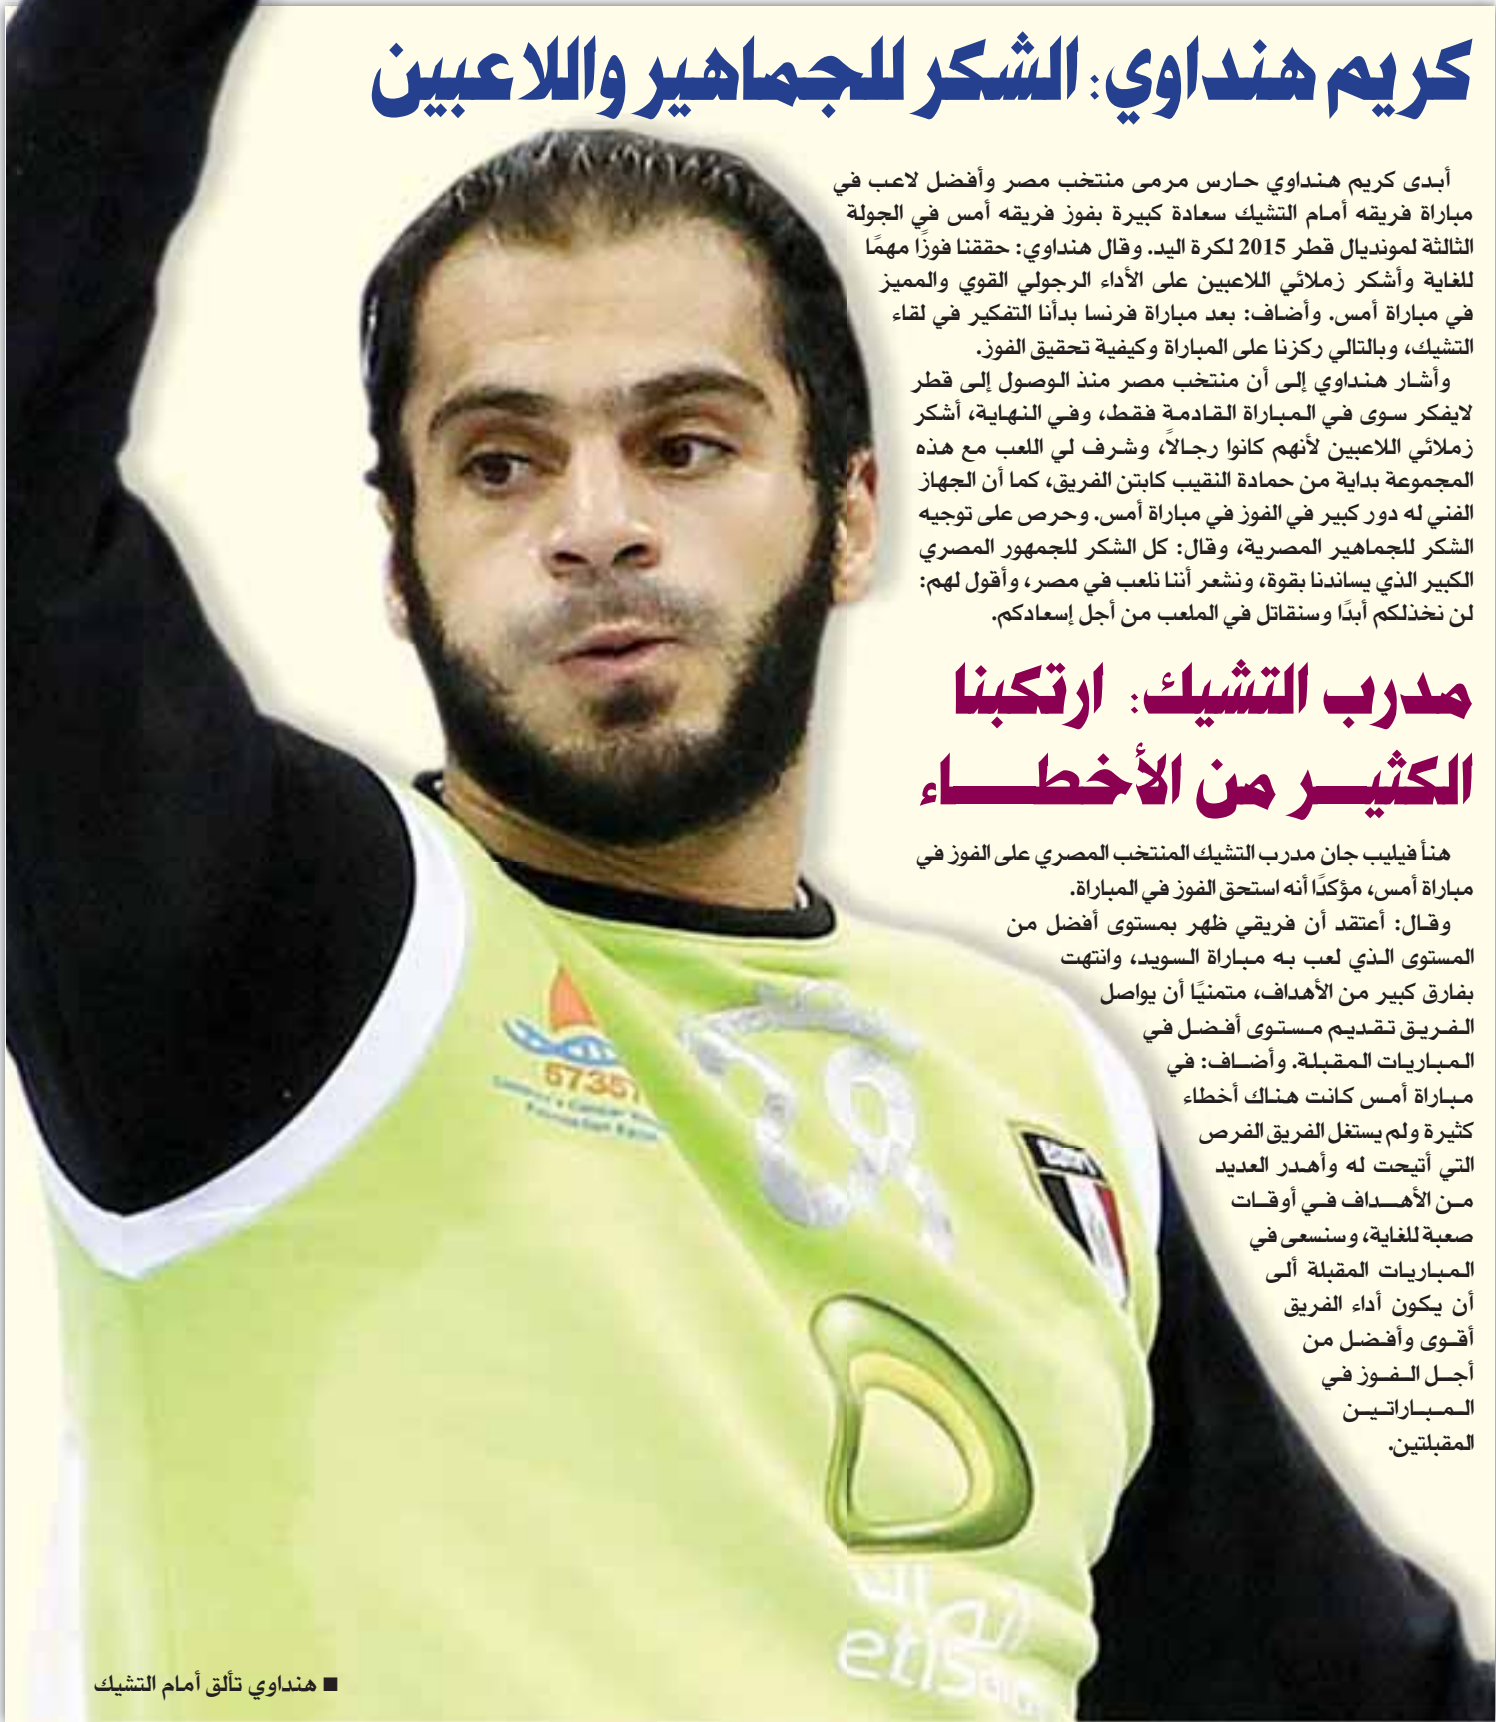 كريم هنداوي: الشكر للجماهير واللاعبين
أبدى كريم هنداوي حارس مرمى منتخب مصر وأفضل لاعب في
مباراة فريقه أمام التشيك سعادة كبيرة بفوز فريقه أمس في الجولة
الثالثة لمونديال قطر 2015 لكرة اليد. وقال هنداوي: حققنا فوزًا مهمًا
للغاية وأشكر زملائي اللاعبين على الأداء الرجولي القوي والمميز
في مباراة أمس. وأضاف: بعد مباراة فرنسا بدأنا التفكير في لقاء
التشيك، وبالتالي ركزنا على المباراة وكيفية تحقيق الفوز.
وأشار هنداوي إلى أن منتخب مصر منذ الوصول إلى قطر
لايفكر سوى في المباراة القادمة فقط، وفي النهاية، أشكر
زملائي اللاعبين لأنهم كانوا رجالاً، وشرف لي اللعب مع هذه
المجموعة بداية من حمادة النقيب كابتن الفريق، كما أن الجهاز
الفني له دور كبير في الفوز في مباراة أمس. وحرص على توجيه
الشكر للجماهير المصرية، وقال: كل الشكر للجمهور المصري
الكبير الذي يساندنا بقوة، ونشعر أننا نلعب في مصر، وأقول لهم:
لن نخذلكم أبدًا وسنقاتل في الملعب من أجل إسعادكم.
مدرب التشيك: ارتكبنا
الكثيـــر من الأخطـــاء
هنأ فيليب جان مدرب التشيك المنتخب المصري على الفوز في
مباراة أمس، مؤكدًا أنه استحق الفوز في المباراة.
وقال: أعتقد أن فريقي ظهر بمستوى أفضل من
المستوى الذي لعب به مباراة السويد، وانتهت
بفارق كبير من الأهداف، متمنيًا أن يواصل
الفريق تقديم مستوى أفضل في
المباريات المقبلة. وأضاف: في
مباراة أمس كانت هناك أخطاء
كثيرة ولم يستغل الفريق الفرص
التي أتيحت له وأهدر العديد
من الأهداف في أوقات
صعبة للغاية، وسنسعى في
المباريات المقبلة ألى
أن يكون أداء الفريق
أقوى وأفضل من
أجل الفوز في
المباراتين
المقبلتين.
57357
etisa
■ هنداوي تألق أمام التشيك